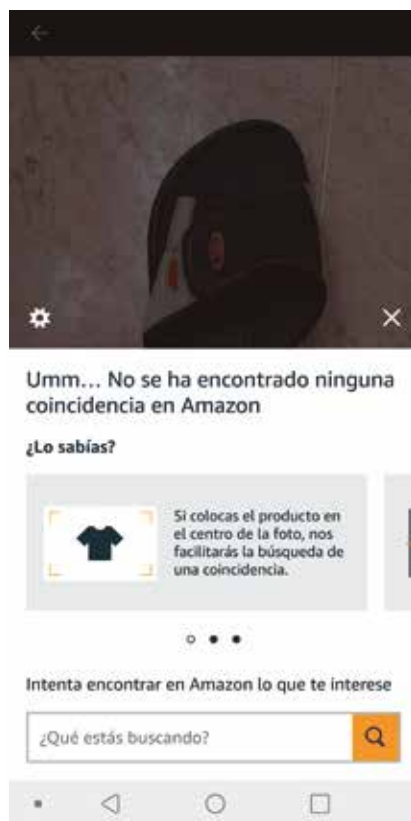 Umm... No se ha encontrado ninguna
coincidencia en Amazon
¿Lo sabías?
Si colocas el producto en
el centro de la foto, nos
facilitarás la búsqueda de
una coincidencia.
Intenta encontrar en Amazon lo que te interese
¿Qué estás buscando?